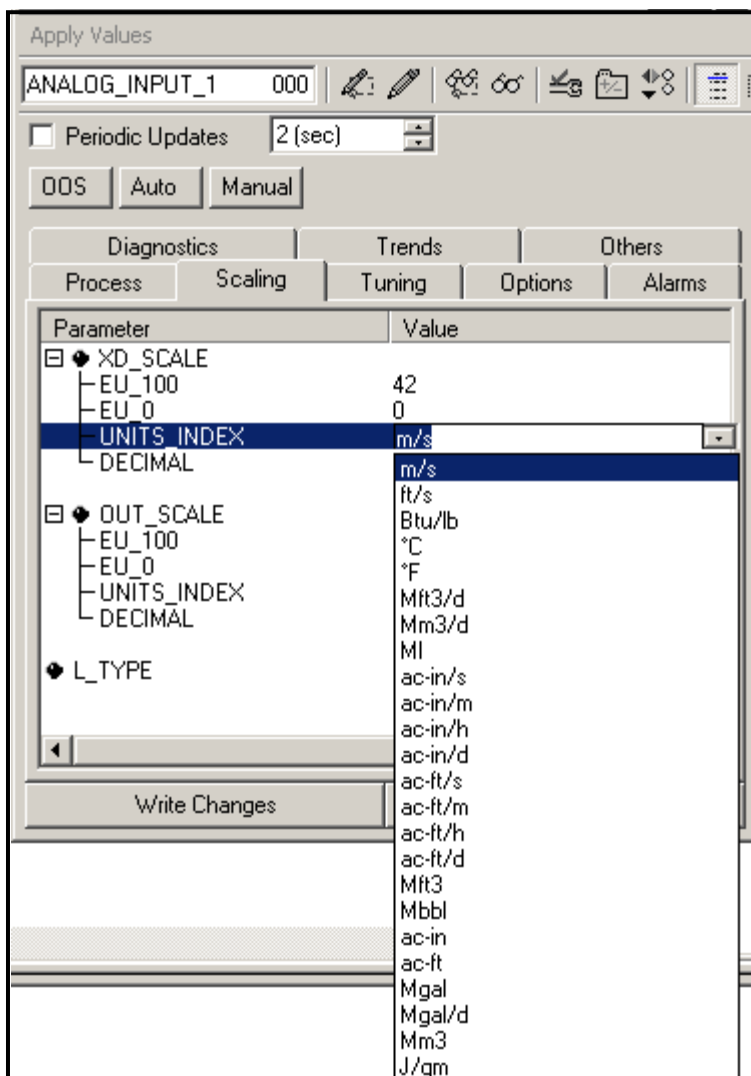 Apply Values
ANALOG_INPUT_1 000
Periodic Updates 2 (sec)
OOS Auto Manual
Diagnostics Trends Others
Process Scaling Tuning Options Alarms
Parameter Value
XD_SCALE
EU_100 42
EU_0 0
UNITS_INDEX m/s
DECIMAL
OUT_SCALE
EU_100
EU_0
UNITS_INDEX
DECIMAL
L_TYPE
Write Changes
m/s
ft/s
Btu/lb
°C
°F
Mft3/d
Mm3/d
Ml
ac-in/s
ac-in/m
ac-in/h
ac-in/d
ac-ft/s
ac-ft/m
ac-ft/h
ac-ft/d
Mft3
Mbbl
ac-in
ac-ft
Mgal
Mgal/d
Mm3
J/gm